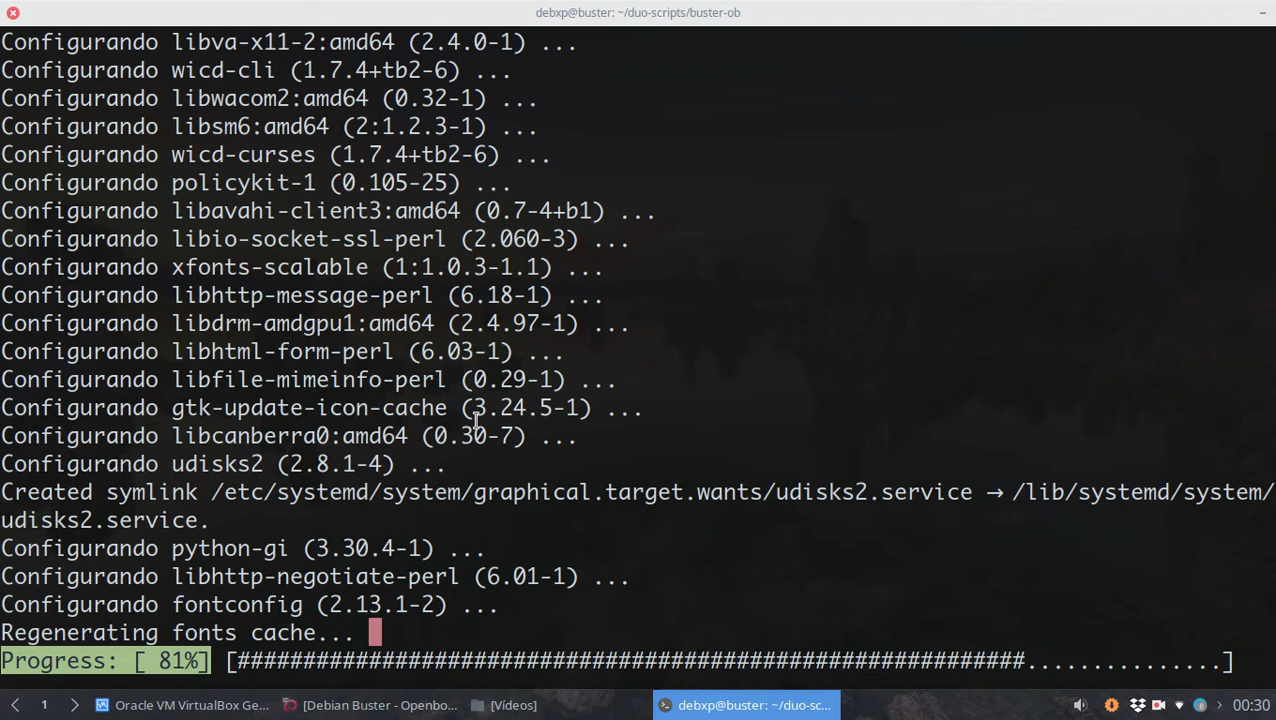 debxp@buster: ~/duo-scripts/buster-ob
Configurando libva-x11-2:amd64 (2.4.0-1) ...
Configurando wicd-cli (1.7.4+tb2-6) ...
Configurando libwacom2:amd64 (0.32-1) ...
Configurando libsm6:amd64 (2:1.2.3-1) ...
Configurando wicd-curses (1.7.4+tb2-6) ...
Configurando policykit-1 (0.105-25) ...
Configurando libavahi-client3:amd64 (0.7-4+b1) ...
Configurando libio-socket-ssl-perl (2.060-3) ...
Configurando xfonts-scalable (1:1.0.3-1.1) ...
Configurando libhttp-message-perl (6.18-1) ...
Configurando libdrm-amdgpu1:amd64 (2.4.97-1) ...
Configurando libhtml-form-perl (6.03-1) ...
Configurando libfile-mimeinfo-perl (0.29-1) ...
Configurando gtk-update-icon-cache (3.24.5-1) ...
Configurando libcanberra0:amd64 (0.30-7) ...
Configurando udisks2 (2.8.1-4) ...
Created symlink /etc/systemd/system/graphical.target.wants/udisks2.service → /lib/systemd/system/
udisks2.service.
Configurando python-gi (3.30.4-1) ...
Configurando libhttp-negotiate-perl (6.01-1) ...
Configurando fontconfig (2.13.1-2) ...
Regenerating fonts cache...
Progress: [ 81%] [############################################################...............]
1 Oracle VM VirtualBox Ge... [Debian Buster - Openbo... [Vídeos] debxp@buster: ~/duo-sc... 00:30